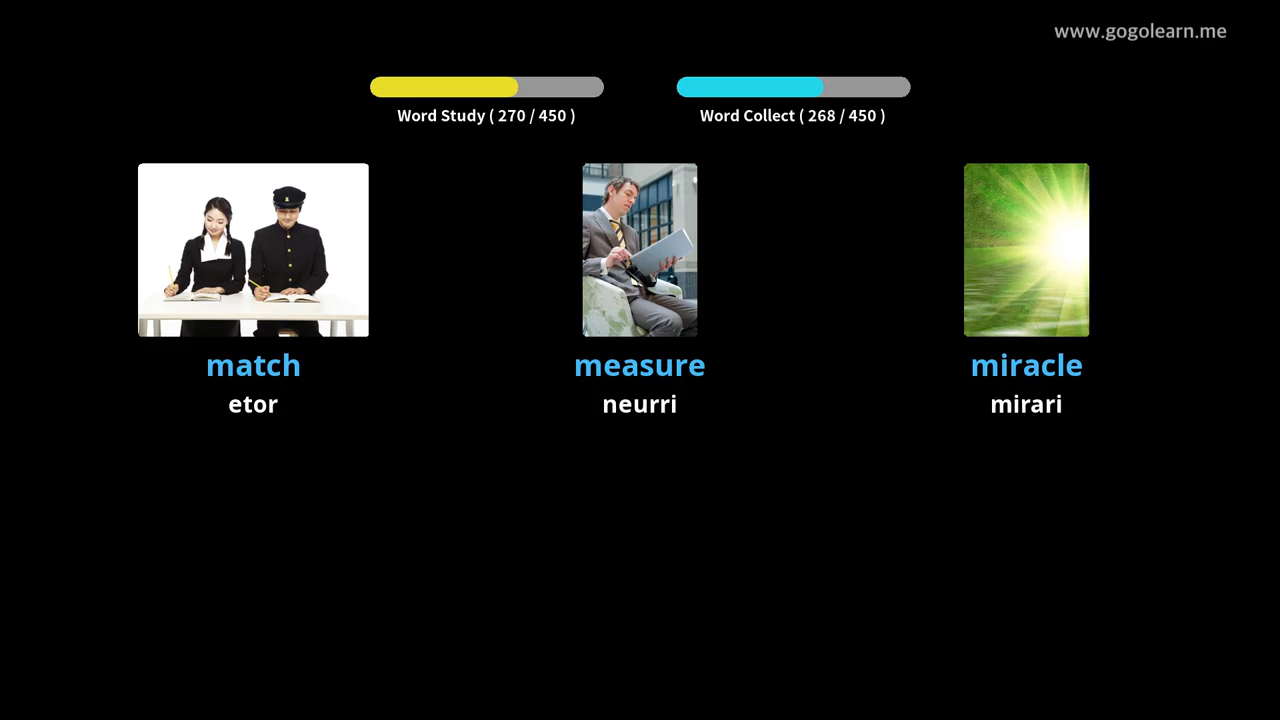 www.gogolearn.me
Word Study ( 270 / 450 )
Word Collect ( 268 / 450 )
match
etor
measure
neurri
miracle
mirari